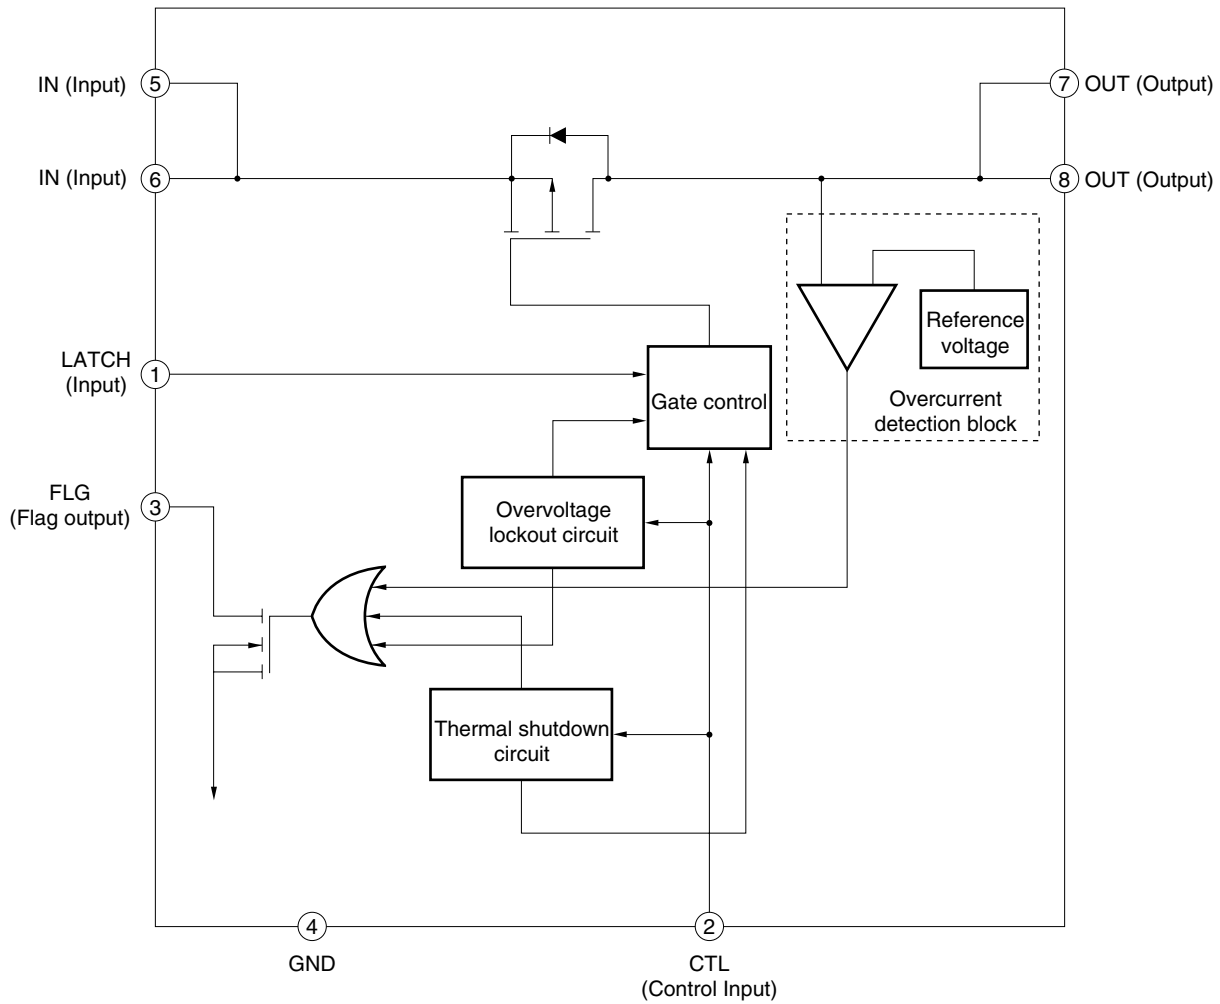 IN (Input)
5
7
OUT (Output)
IN (Input)
6
8
OUT (Output)
Reference
voltage
LATCH
(Input)
1
Gate control
Overcurrent
detection block
FLG
(Flag output)
3
Overvoltage
lockout circuit
Thermal shutdown
circuit
4
GND
2
CTL
(Control Input)